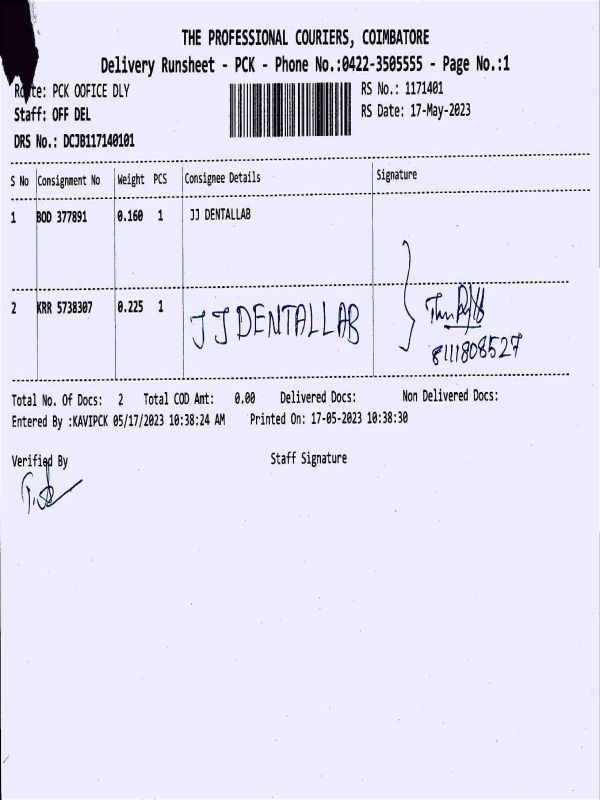 THE PROFESSIONAL COURIERS, COIMBATORE
Delivery Runsheet - PCK - Phone No.:0422-3505555 - Page No.:1
Route: PCK OOFICE DLY
RS No.: 1171401
Staff: OFF DEL
RS Date: 17-May-2023
DRS No.: DCJB117140101
S No Consignment No Weight PCS Consignee Details Signature
1 BOD 377891 0.160 1 JJ DENTALLAB
2 KRR 5738307 0.225 1 JJ DENTALLAB
8111808527
Total No. Of Docs: 2 Total COD Amt: 0.00 Delivered Docs: Non Delivered Docs:
Entered By :KAVIPCK 05/17/2023 10:38:24 AM Printed On: 17-05-2023 10:38:30
Verified By Staff Signature